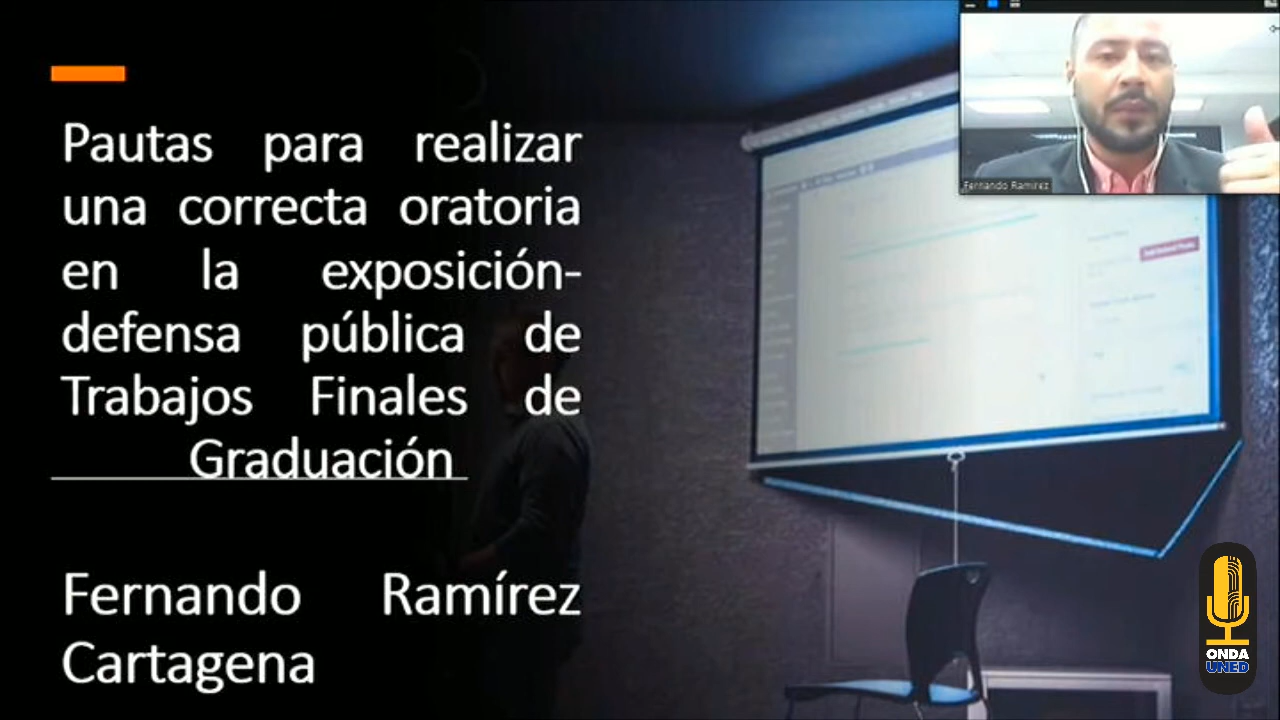 Pautas para realizar
una correcta oratoria
en la exposición-
defensa pública de
Trabajos Finales de
Graduación
Fernando Ramírez
Cartagena
Fernando Ramirez
ONDA
UNED